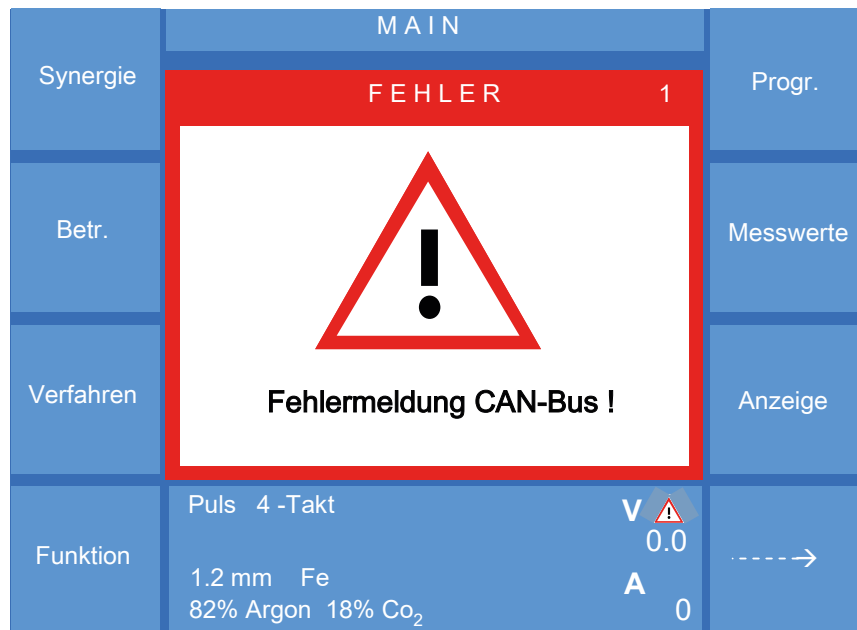 MAIN
Synergie
FEHLER 1
Progr.
Betr.
!
Messwerte
Verfahren
Fehlermeldung CAN-Bus !
Anzeige
Puls 4 -Takt
V !
0.0
Funktion
1.2 mm Fe
A
82% Argon 18% Co₂
0